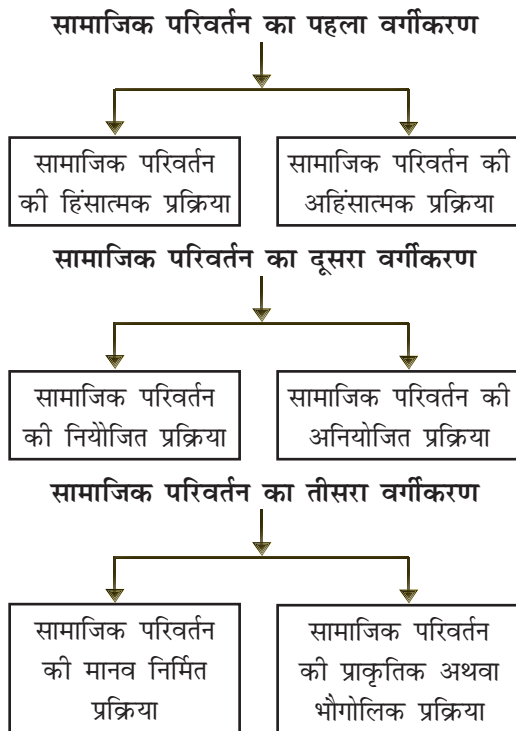 सामाजिक परिवर्तन का पहला वर्गीकरण
सामाजिक परिवर्तन
की हिंसात्मक प्रक्रिया
सामाजिक परिवर्तन की
अहिंसात्मक प्रक्रिया
सामाजिक परिवर्तन का दूसरा वर्गीकरण
सामाजिक परिवर्तन
की नियोेजित प्रक्रिया
सामाजिक परिवर्तन की
अनियोजित प्रक्रिया
सामाजिक परिवर्तन का तीसरा वर्गीकरण
सामाजिक परिवर्तन
की मानव निर्मित
प्रक्रिया
सामाजिक परिवर्तन
की प्राकृतिक अथवा
भौगोलिक प्रक्रिया